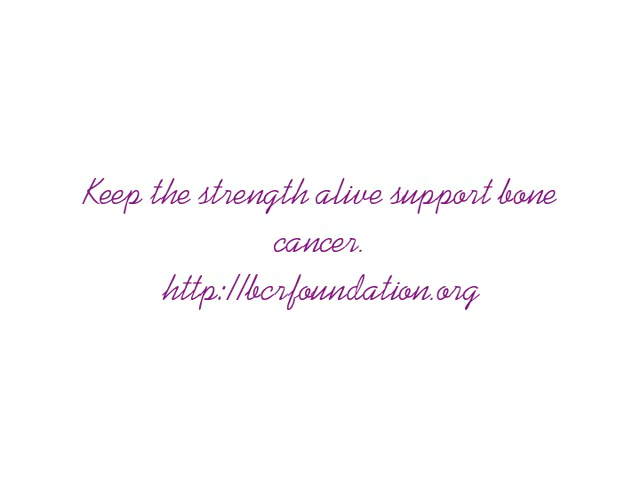 Keep the strength alive support bone
cancer.
http://bcrfoundation.org